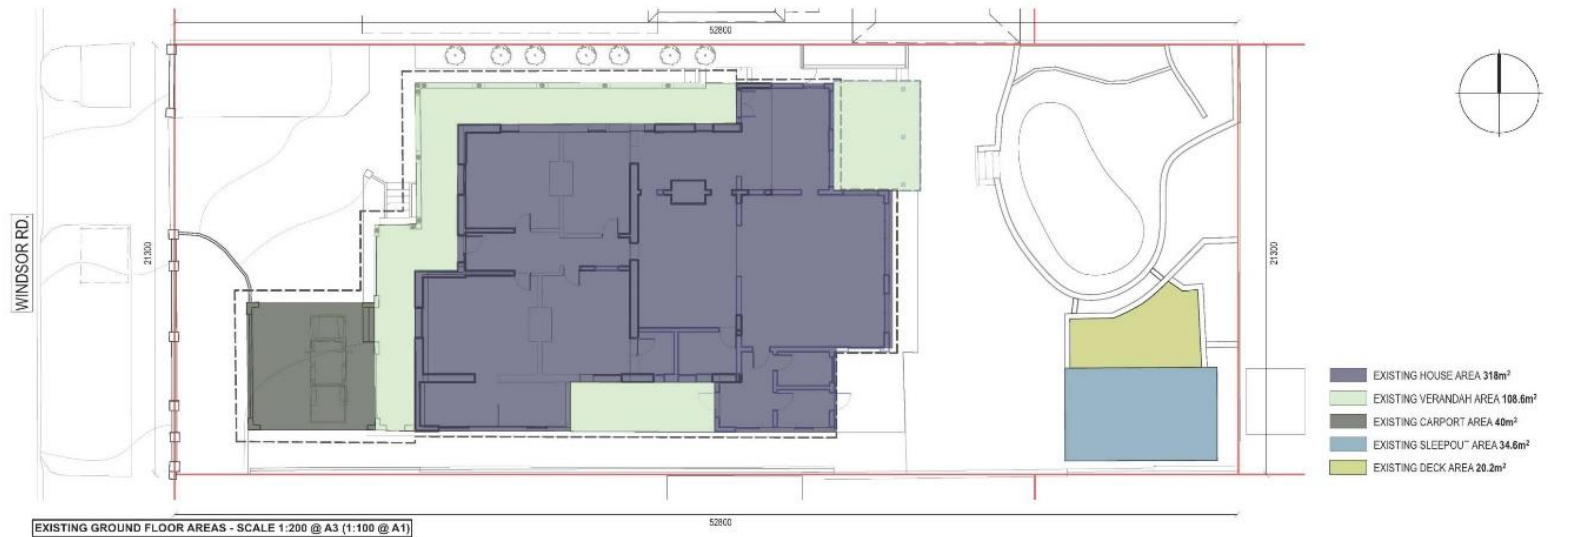 52800
WINDSOR RD.
21300
21300
EXISTING HOUSE AREA 318m²
EXISTING VERANDAH AREA 108.6m²
EXISTING CARPORT AREA 40m²
EXISTING SLEEPOUT AREA 34.6m²
EXISTING DECK AREA 20.2m²
52800
EXISTING GROUND FLOOR AREAS - SCALE 1:200 @ A3 (1:100 @ A1)